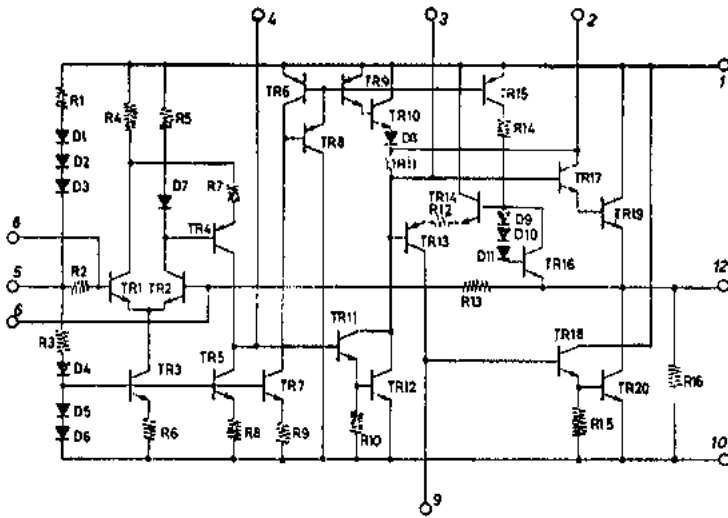 4
3
2
1
R1
D1
D2
D3
R4
R5
D7
R7
TR6
TR8
TR9
TR10
D8
R11
TR15
R14
TR17
TR19
TR14
R12
TR13
D9
D10
D11
TR16
6
5
6
R2
TR1
TR2
TR4
R13
12
R3
D4
D5
D6
TR3
R6
TR5
R8
TR7
R9
TR11
R10
TR12
TR18
R15
TR20
R16
10
9